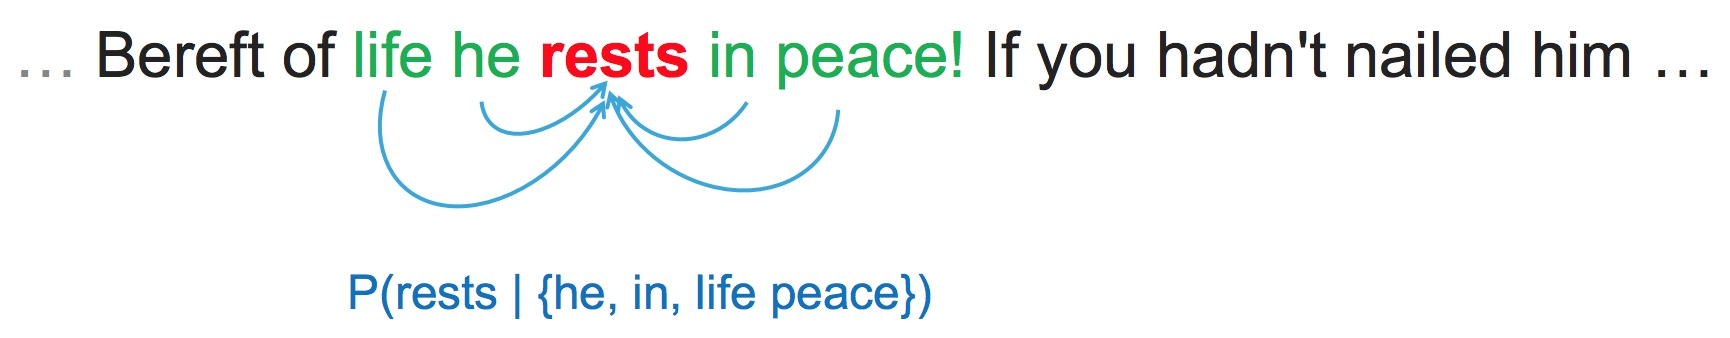 … Bereft of life he rests in peace! If you hadn't nailed him …
P(rests | {he, in, life peace})